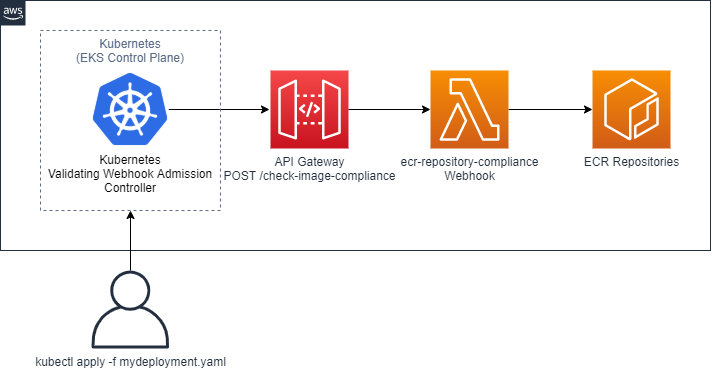 aws
Kubernetes
(EKS Control Plane)
Kubernetes
Validating Webhook Admission
Controller
API Gateway
POST /check-image-compliance
ecr-repository-compliance
Webhook
ECR Repositories
kubectl apply -f mydeployment.yaml